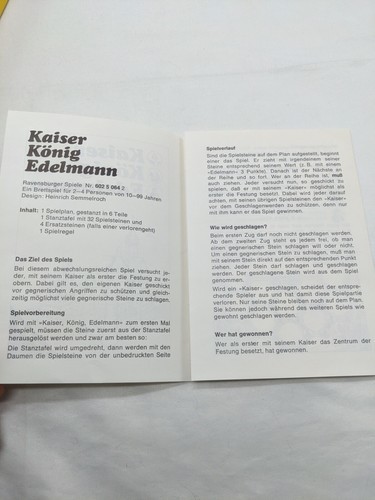 Kaiser
König
Edelmann
Ravensburger Spiele Nr. 602 5 064 2
Ein Brettspiel für 2–4 Personen von 10–99 Jahren
Design: Heinrich Semmelroth
Inhalt: 1 Spielplan, gestanzt in 6 Teile
1 Stanztafel mit 32 Spielsteinen und
4 Ersatzsteinen (falls einer verlorengeht)
1 Spielregel
Das Ziel des Spiels
Bei diesem abwechslungsreichen Spiel versucht je-
der, mit seinem Kaiser als erster die Festung zu er-
obern. Dabei gilt es, den eigenen Kaiser geschickt
vor gegnerischen Angriffen zu schützen und gleich-
zeitig möglichst viele gegnerische Steine zu schlagen.
Spielvorbereitung
Wird mit »Kaiser, König, Edelmann« zum ersten Mal
gespielt, müssen die Steine zuerst aus der Stanztafel
herausgelöst werden und zwar am besten so:
Die Stanztafel wird umgedreht, dann werden mit den
Daumen die Spielsteine von der unbedruckten Seite
Spielverlauf
Sind die Spielsteine auf dem Plan aufgestellt, beginnt
einer das Spiel. Er zieht mit irgendeinem seiner
Steine entsprechend seinem Wert (z. B. mit einem
»Edelmann« 2 Punkte). Danach ist der Nächste an
der Reihe und so fort. Wer an der Reihe ist, muß
auch ziehen. Jeder versucht nun, so geschickt zu
spielen, daß er mit seinem »Kaiser« möglichst als
erster die Festung besetzt. Dabei wird jeder darauf
achten, mit seinen übrigen Spielsteinen den »Kaiser«
vor dem Geschlagenwerden zu schützen, denn nur
mit ihm kann er das Spiel gewinnen.
Wie wird geschlagen?
Beim ersten Zug darf noch nicht geschlagen werden.
Ab dem zweiten Zug steht es jedem frei, ob man
einen gegnerischen Stein schlagen will oder nicht.
Um einen gegnerischen Stein zu schlagen, muß man
mit seinem Stein direkt auf den entsprechenden Punkt
ziehen. Jeder Stein darf schlagen und geschlagen
werden. Der geschlagene Stein wird aus dem Spiel
genommen.
Wird ein »Kaiser« geschlagen, scheidet der entspre-
chende Spieler aus und hat damit diese Spielpartie
verloren. Nur seine Steine bleiben noch auf dem Plan.
Sie können jedoch während des weiteren Spiels wie
gewohnt geschlagen werden.
Wer hat gewonnen?
Wer als erster mit seinem Kaiser das Zentrum der
Festung besetzt, hat gewonnen.